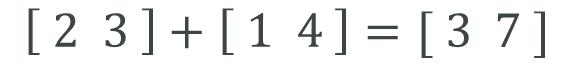 [ 2 3 ] + [ 1 4 ] = [ 3 7 ]